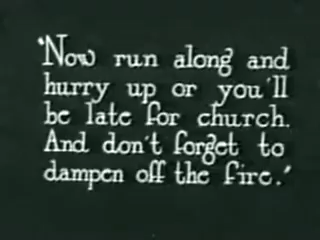 'Now run along and
hurry up or you'll
be late for church.
And don't forget to
dampen off the fire.'